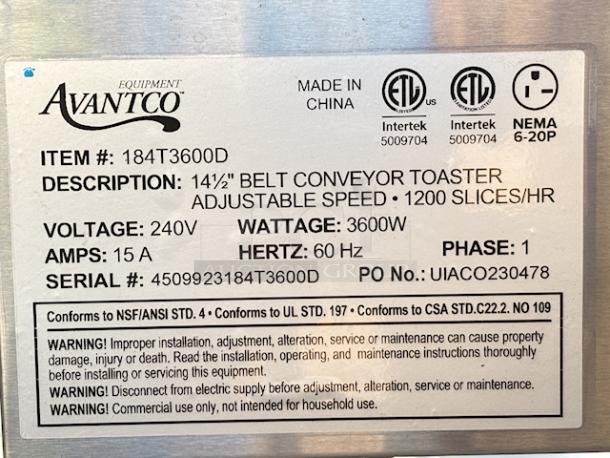 EQUIPMENT
AVANTCO
MADE IN
CHINA
ETL US
Intertek
5009704
ETL
SANITATION LISTED
Intertek
5009704
NEMA
6-20P
ITEM #: 184T3600D
DESCRIPTION: 14½" BELT CONVEYOR TOASTER
ADJUSTABLE SPEED • 1200 SLICES/HR
VOLTAGE: 240V WATTAGE: 3600W
AMPS: 15 A HERTZ: 60 Hz PHASE: 1
SERIAL #: 4509923184T3600D PO No.: UIACO230478
Conforms to NSF/ANSI STD. 4 • Conforms to UL STD. 197 • Conforms to CSA STD.C22.2. NO 109
WARNING! Improper installation, adjustment, alteration, service or maintenance can cause property
damage, injury or death. Read the installation, operating, and maintenance instructions thoroughly
before installing or servicing this equipment.
WARNING! Disconnect from electric supply before adjustment, alteration, service or maintenance.
WARNING! Commercial use only, not intended for household use.